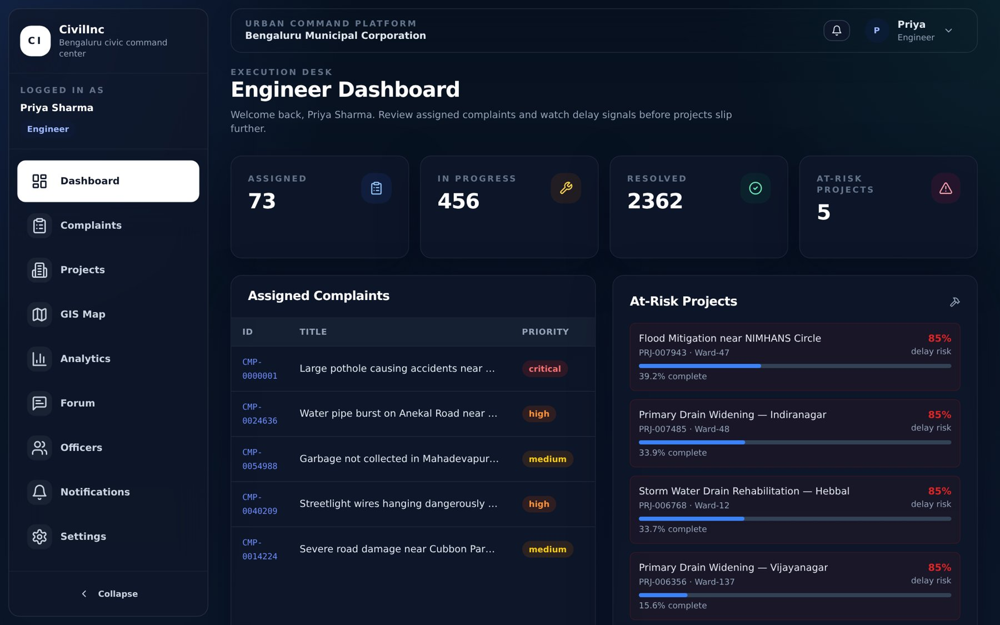 CI
CivilInc
Bengaluru civic command
center
LOGGED IN AS
Priya Sharma
Engineer
Dashboard
Complaints
Projects
GIS Map
Analytics
Forum
Officers
Notifications
Settings
Collapse
URBAN COMMAND PLATFORM
Bengaluru Municipal Corporation
P
Priya
Engineer
EXECUTION DESK
Engineer Dashboard
Welcome back, Priya Sharma. Review assigned complaints and watch delay signals before projects slip
further.
ASSIGNED
73
IN PROGRESS
456
RESOLVED
2362
AT-RISK
PROJECTS
5
Assigned Complaints
ID TITLE PRIORITY
CMP-
0000001
Large pothole causing accidents near ...
critical
CMP-
0024636
Water pipe burst on Anekal Road near ...
high
CMP-
0054988
Garbage not collected in Mahadevapur...
medium
CMP-
0040209
Streetlight wires hanging dangerously ...
high
CMP-
0014224
Severe road damage near Cubbon Par...
medium
At-Risk Projects
Flood Mitigation near NIMHANS Circle 85%
PRJ-007943 · Ward-47 delay risk
39.2% complete
Primary Drain Widening — Indiranagar 85%
PRJ-007485 · Ward-48 delay risk
33.9% complete
Storm Water Drain Rehabilitation — Hebbal 85%
PRJ-006768 · Ward-12 delay risk
33.7% complete
Primary Drain Widening — Vijayanagar 85%
PRJ-006356 · Ward-137 delay risk
15.6% complete